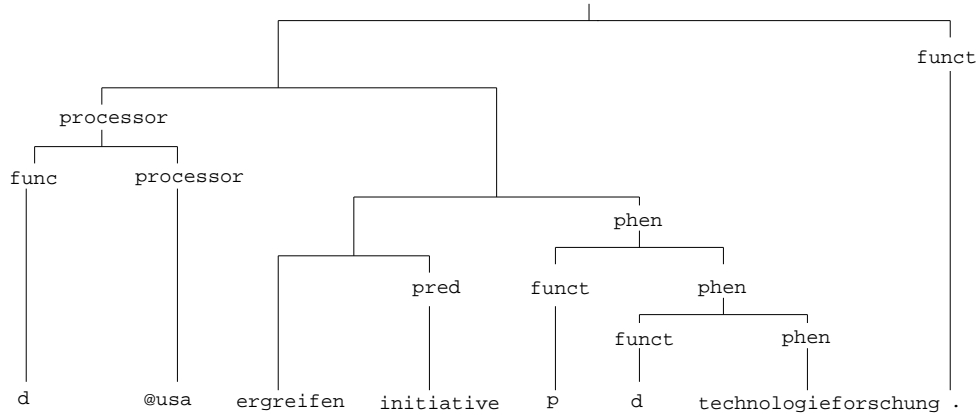 funct
processor
func processor
phen
pred funct phen
funct phen
d @usa ergreifen initiative p d technologieforschung .